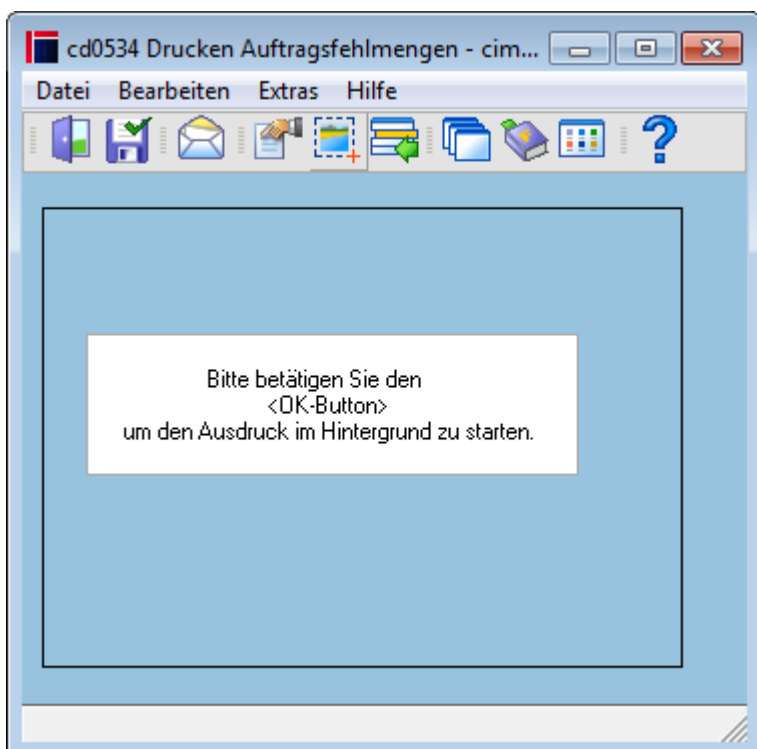 cd0534 Drucken Auftragsfehlmengen - cim...
Datei Bearbeiten Extras Hilfe
Bitte betätigen Sie den
<OK-Button>
um den Ausdruck im Hintergrund zu starten.